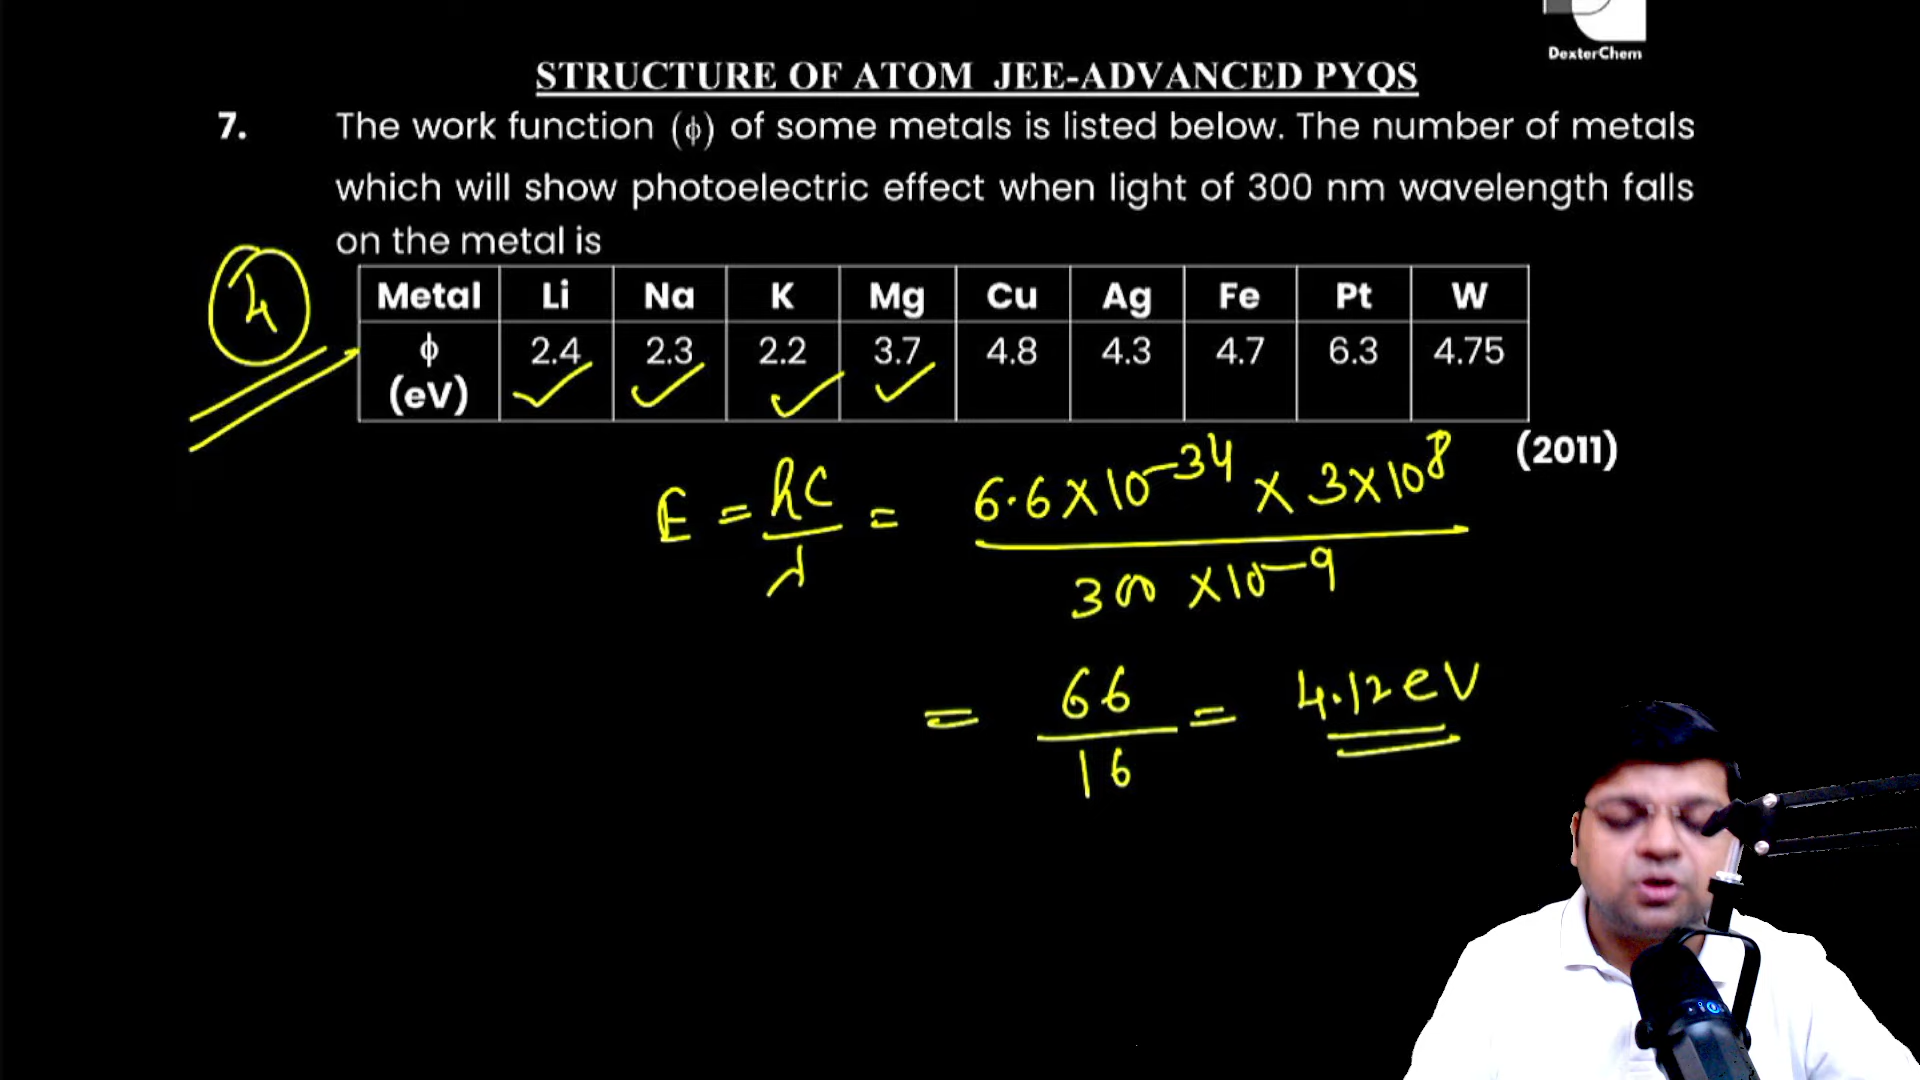 DexterChem
STRUCTURE OF ATOM JEE-ADVANCED PYQS
7. The work function (ϕ) of some metals is listed below. The number of metals
which will show photoelectric effect when light of 300 nm wavelength falls
on the metal is
4
Metal Li Na K Mg Cu Ag Fe Pt W
ϕ (eV) 2.4 2.3 2.2 3.7 4.8 4.3 4.7 6.3 4.75
(2011)
E = hc/λ = 6.6 × 10⁻³⁴ × 3 × 10⁸ / 300 × 10⁻⁹
= 66/16 = 4.12 eV